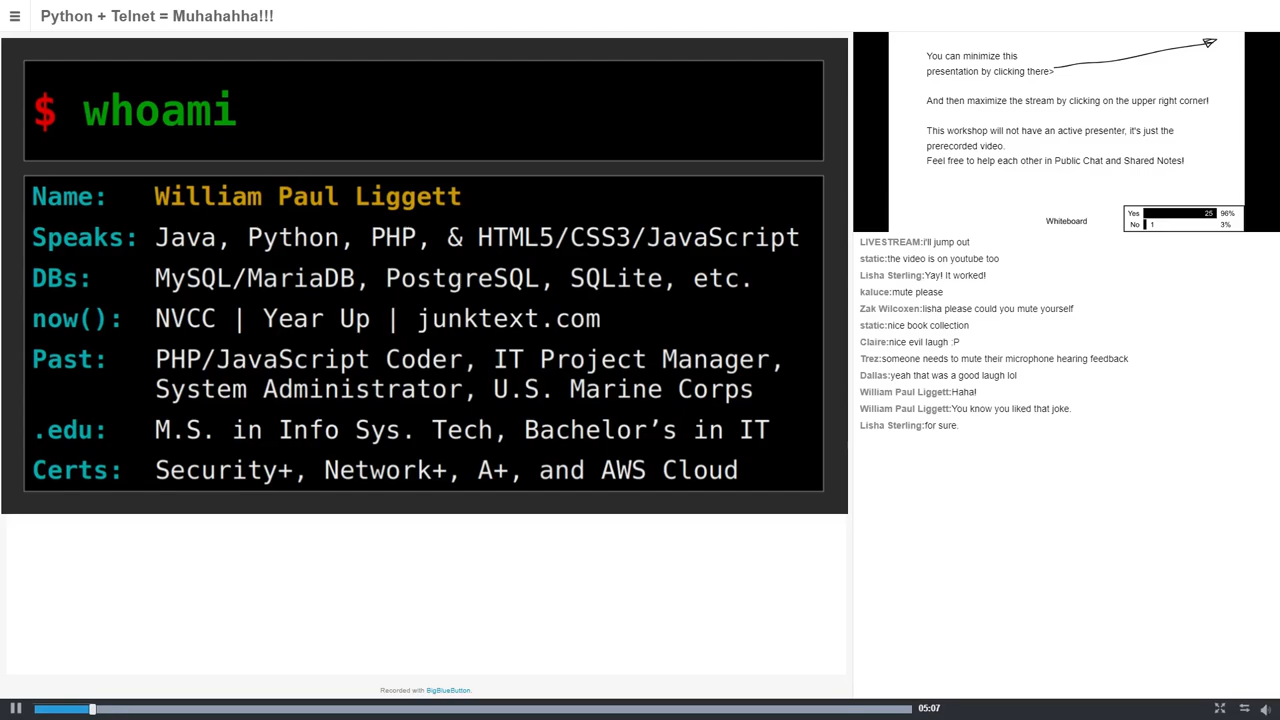 Python + Telnet = Muhahahha!!!
$ whoami
Name: William Paul Liggett
Speaks: Java, Python, PHP, & HTML5/CSS3/JavaScript
DBs: MySQL/MariaDB, PostgreSQL, SQLite, etc.
now(): NVCC | Year Up | junktext.com
Past: PHP/JavaScript Coder, IT Project Manager,
System Administrator, U.S. Marine Corps
.edu: M.S. in Info Sys. Tech, Bachelor’s in IT
Certs: Security+, Network+, A+, and AWS Cloud
You can minimize this
presentation by clicking there>
And then maximize the stream by clicking on the upper right corner!
This workshop will not have an active presenter, it's just the
prerecorded video.
Feel free to help each other in Public Chat and Shared Notes!
Whiteboard
Yes 25 96%
No 1 3%
LIVESTREAM:i'll jump out
static:the video is on youtube too
Lisha Sterling:Yay! It worked!
kaluce:mute please
Zak Wilcoxen:lisha please could you mute yourself
static:nice book collection
Claire:nice evil laugh :P
Trez:someone needs to mute their microphone hearing feedback
Dallas:yeah that was a good laugh lol
William Paul Liggett:Haha!
William Paul Liggett:You know you liked that joke.
Lisha Sterling:for sure.
Recorded with BigBlueButton.
05:07